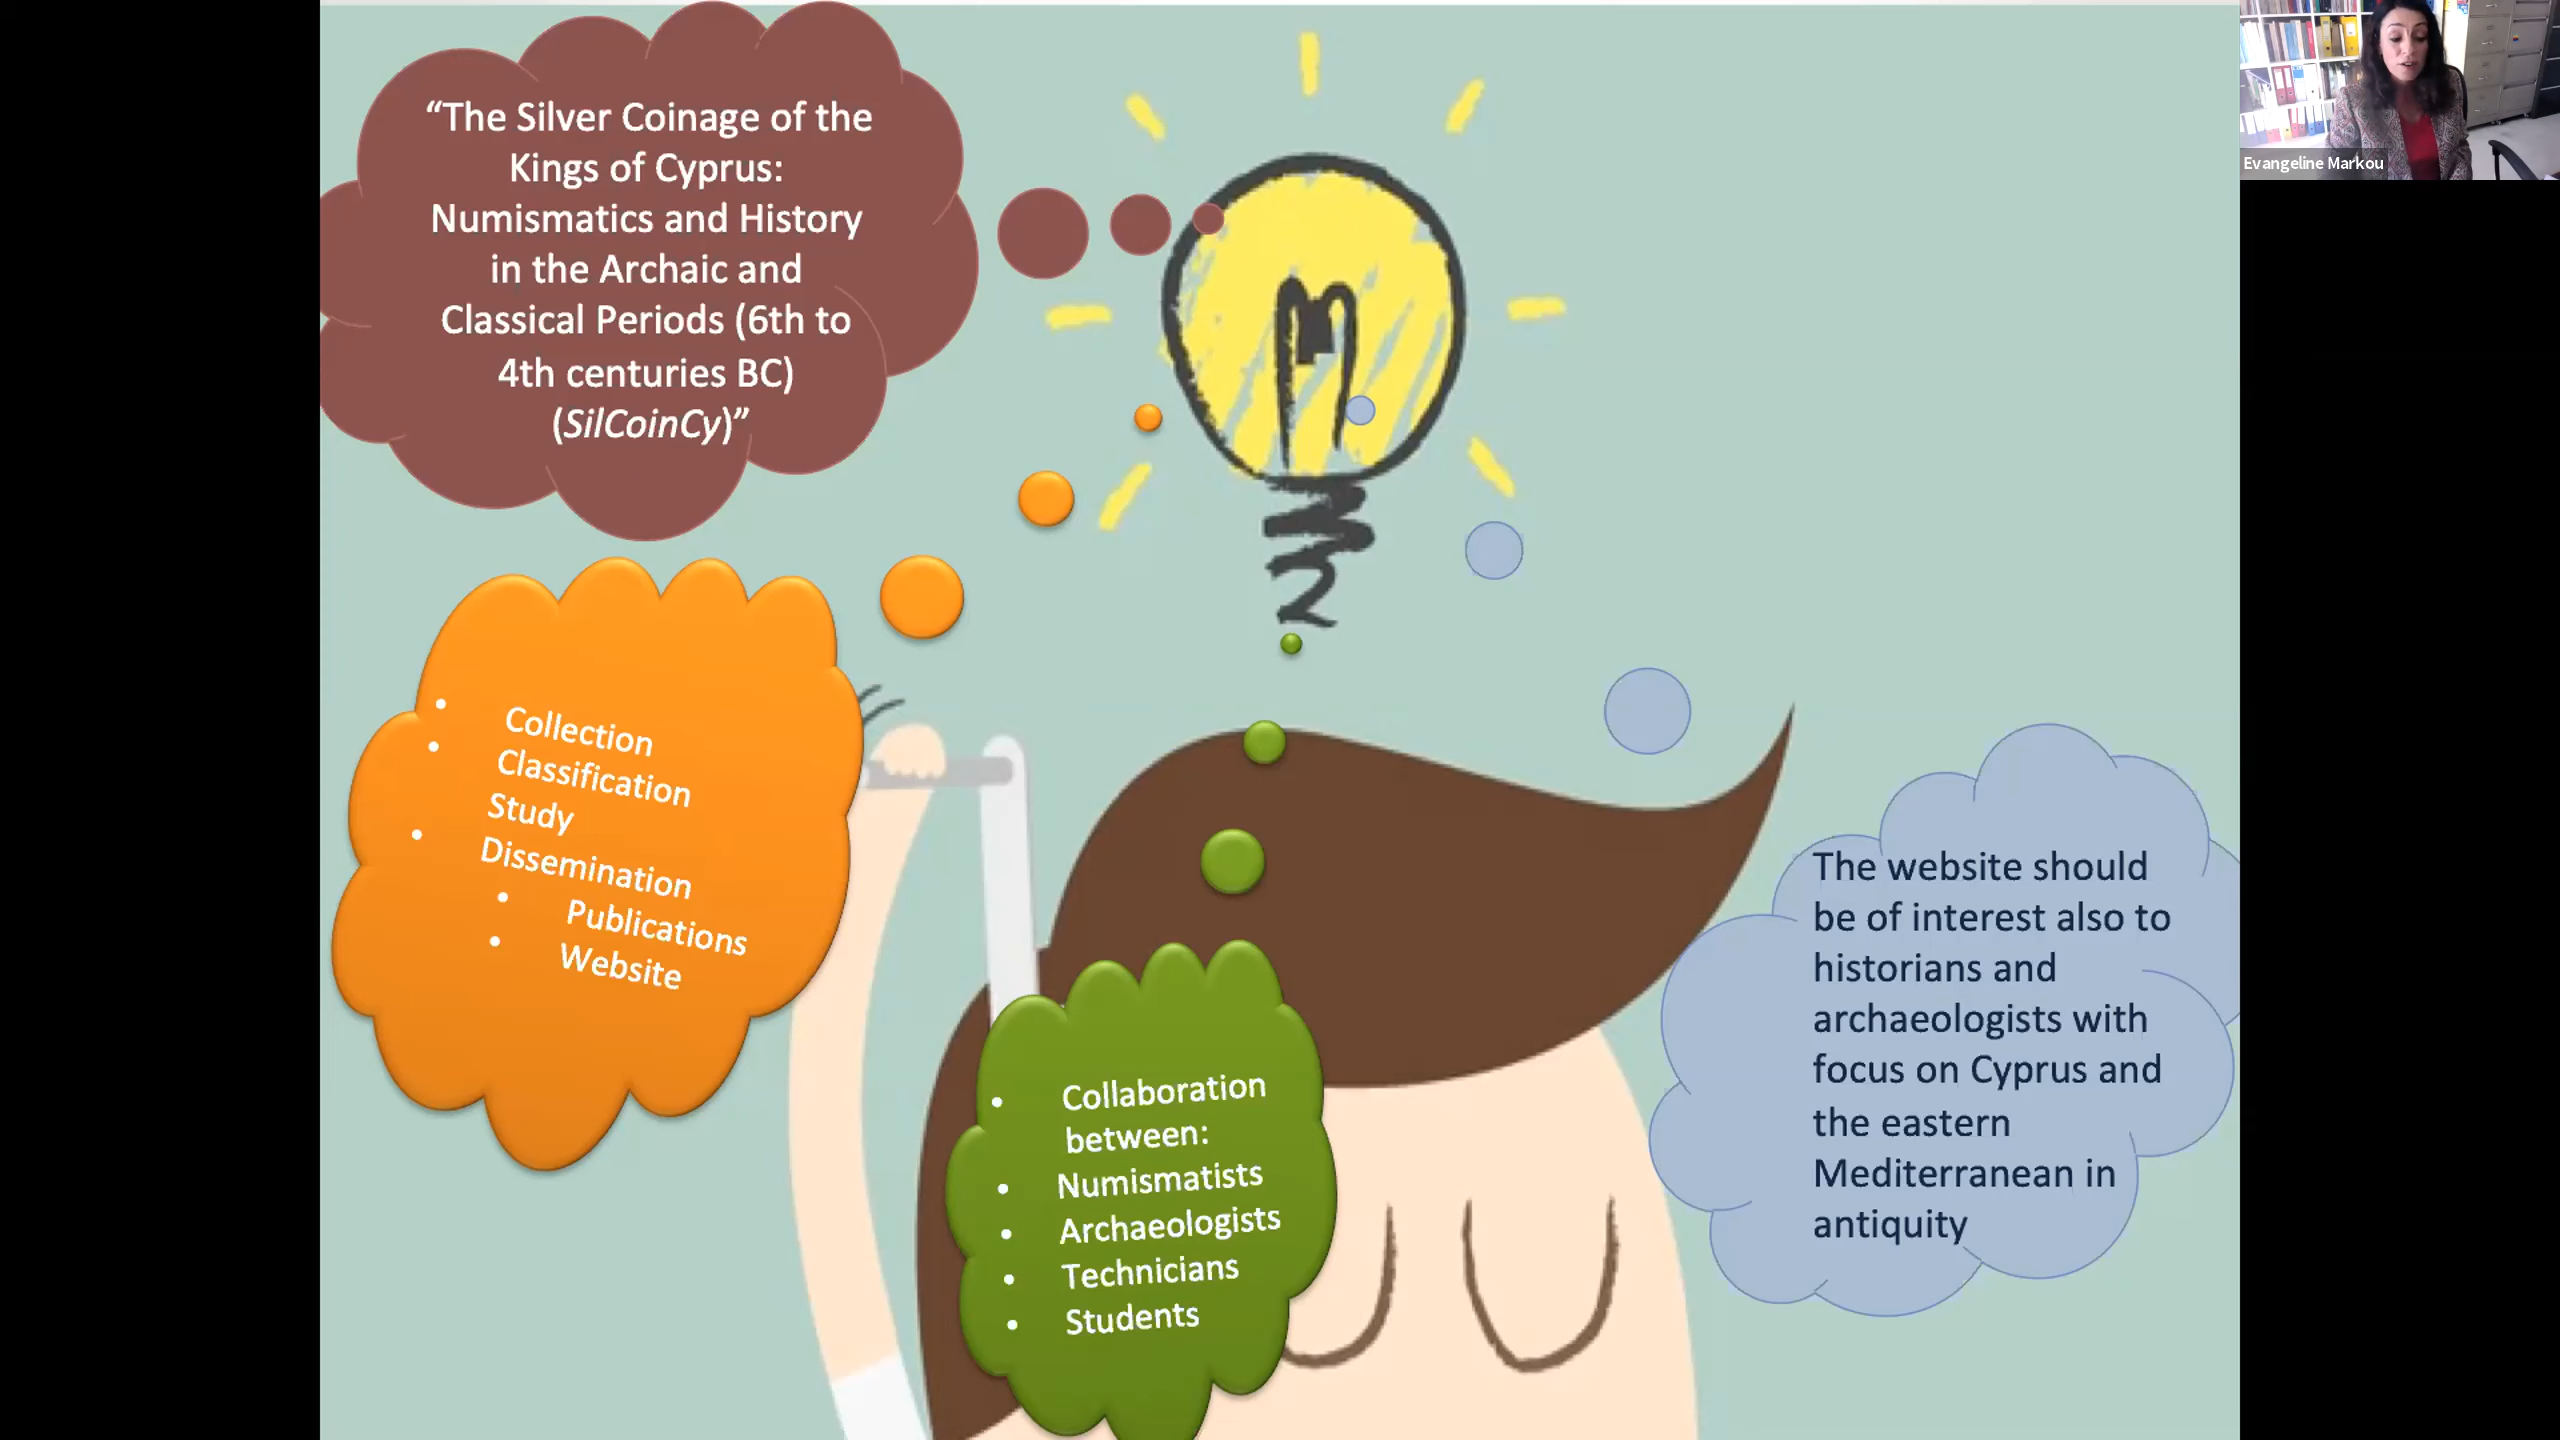 “The Silver Coinage of the
Kings of Cyprus:
Numismatics and History
in the Archaic and
Classical Periods (6th to
4th centuries BC)
(SilCoinCy)”
• Collection
• Classification
Study
• Dissemination
• Publications
• Website
• Collaboration
between:
• Numismatists
• Archaeologists
• Technicians
• Students
The website should
be of interest also to
historians and
archaeologists with
focus on Cyprus and
the eastern
Mediterranean in
antiquity
Evangeline Markou